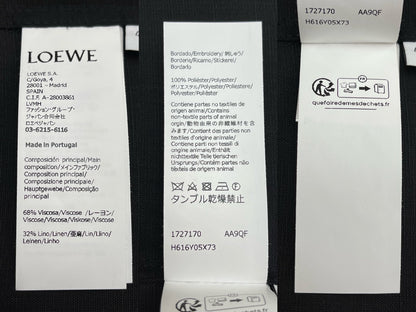 LOEWE
LOEWE S.A.
C/Goya, 4
28001 - Madrid
SPAIN
C.I.F. A-28003861
LVMH
ファッション・グループ・
ジャパン合同会社
ロエベジャパン
03-6215-6116
Made in Portugal
Composición principal/Main
composition/メインファブリック/
Composition principale/
Composizione principale/
Hauptgewebe/Composição
principal
68% Viscosa/Viscose /レーヨン/
Viscose/Viscosa/Viskose/Viscose
32% Lino/Linen/亜麻/Lin/Lino/
Leinen/Linho
Bordado/Embroidery/刺しゅう/
Borderie/Ricamo/Stickerei/
Bordado
100% Poliéster/Polyester/
ポリエステル/Polyester/Poliestere/
Polyester/Poliéster
Contiene partes no textiles de
origen animal/Contains non-
textile parts of animal
origin/動物由来の非繊維材を含
みます/Contient des parties non
textiles d'origine
animale/Contiene parti non
tessili di origine animale/Enthält
nichttextile Teile tierischen
Ursprungs/Contém partes não
têxteis de origem animal
タンブル乾燥禁止
1727170 AA9QF
H616Y05X73
1727170 AA9QF
H616Y05X73
FR
quefairedemesdechets.fr